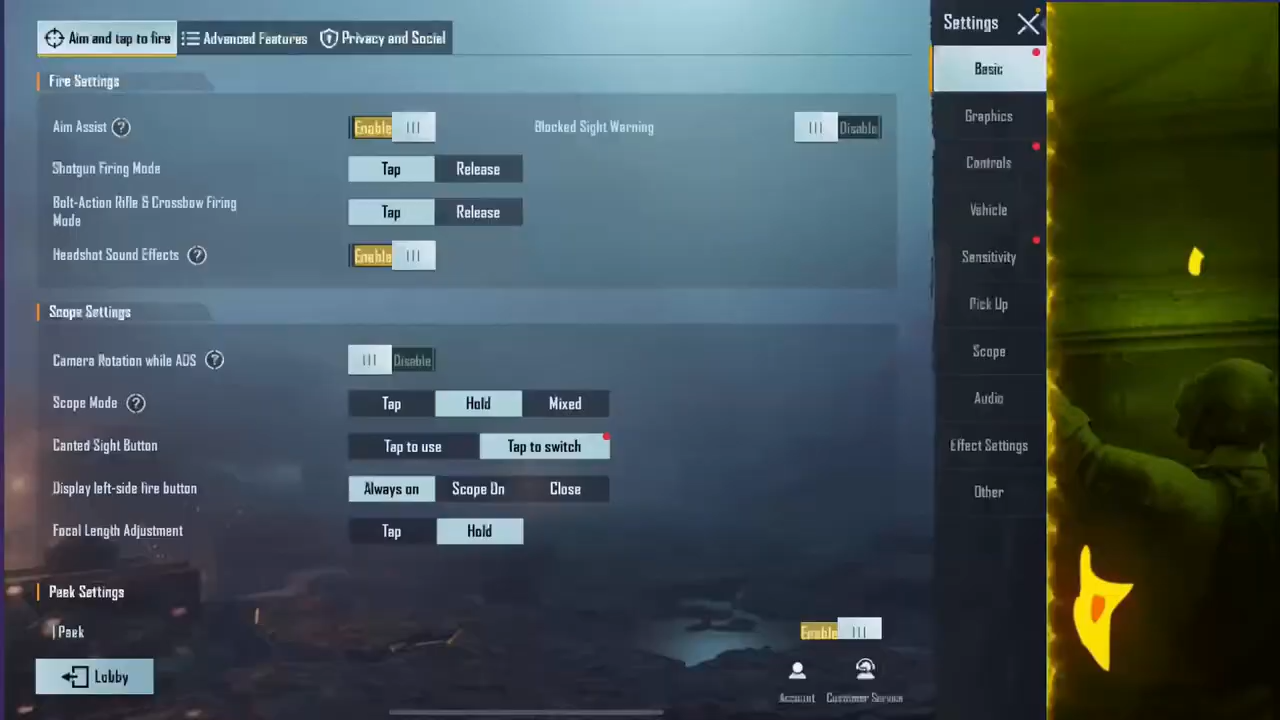 Aim and tap to fire
Advanced Features
Privacy and Social
Settings
Basic
Graphics
Controls
Vehicle
Sensitivity
Pick Up
Scope
Audio
Effect Settings
Other
Fire Settings
Aim Assist ?
Enable
Blocked Sight Warning
Disable
Shotgun Firing Mode
Tap
Release
Bolt-Action Rifle & Crossbow Firing
Mode
Tap
Release
Headshot Sound Effects ?
Enable
Scope Settings
Camera Rotation while ADS ?
Disable
Scope Mode ?
Tap
Hold
Mixed
Canted Sight Button
Tap to use
Tap to switch
Display left-side fire button
Always on
Scope On
Close
Focal Length Adjustment
Tap
Hold
Peek Settings
Peek
Enable
Lobby
Account
Customer Service